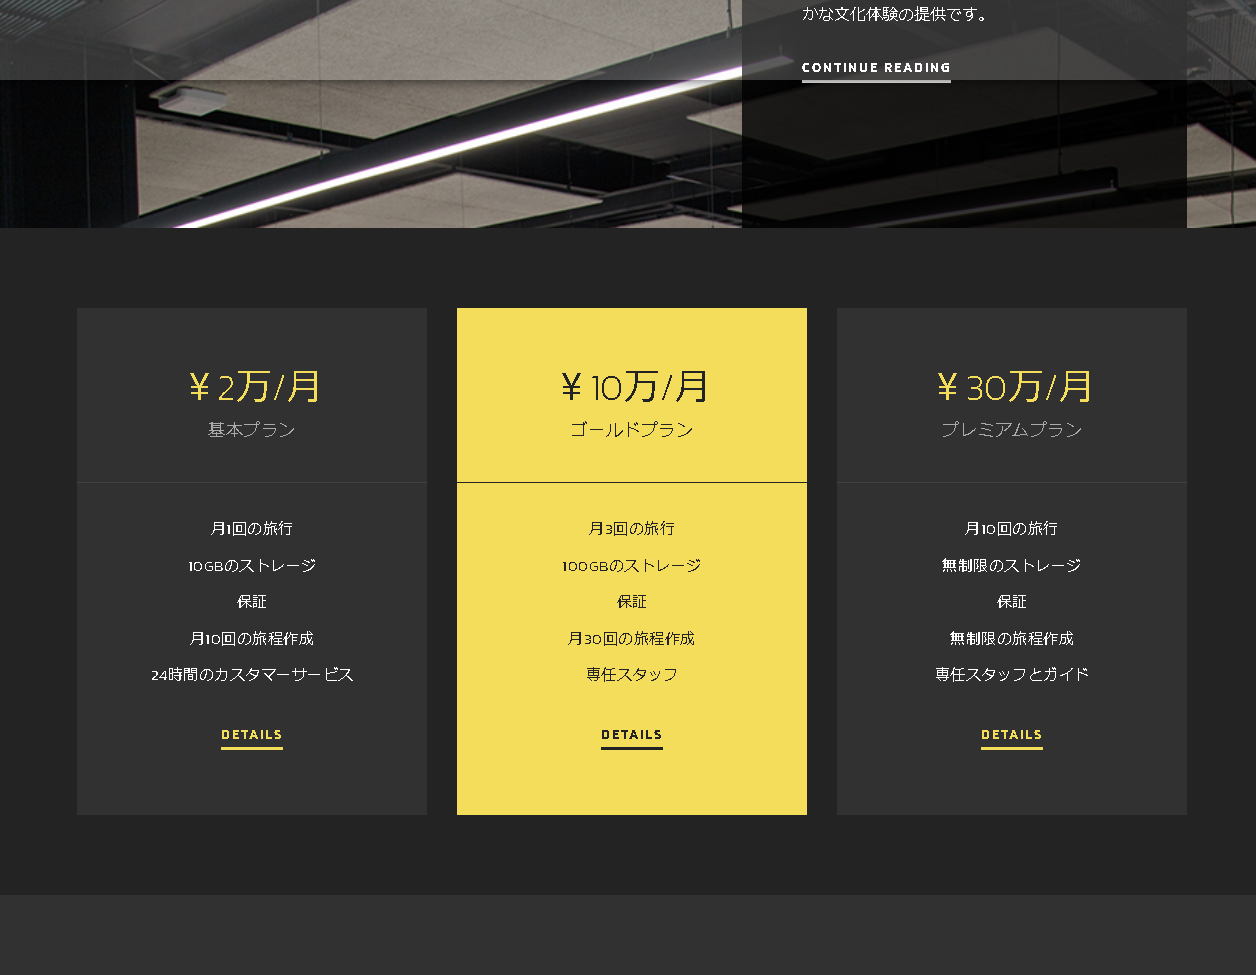 かな文化体験の提供です。
CONTINUE READING
¥ 2万/月
基本プラン
月1回の旅行
10GBのストレージ
保証
月10回の旅程作成
24時間のカスタマーサービス
DETAILS
¥ 10万/月
ゴールドプラン
月3回の旅行
100GBのストレージ
保証
月30回の旅程作成
専任スタッフ
DETAILS
¥ 30万/月
プレミアムプラン
月10回の旅行
無制限のストレージ
保証
無制限の旅程作成
専任スタッフとガイド
DETAILS